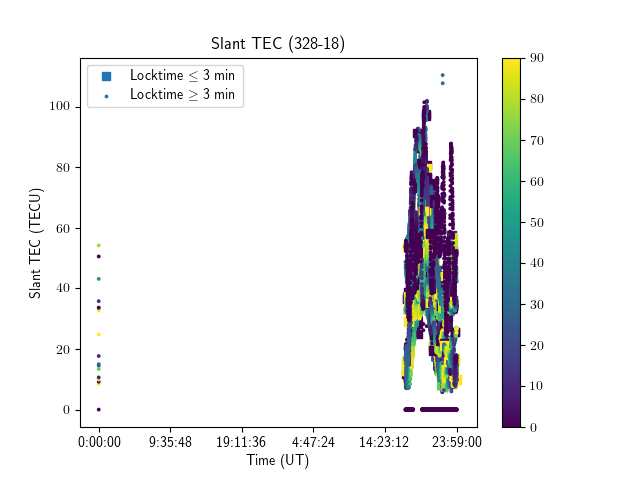 Slant TEC (328-18)
Locktime ≤ 3 min
Locktime ≥ 3 min
Slant TEC (TECU)
100
80
60
40
20
0
0:00:00 9:35:48 19:11:36 4:47:24 14:23:12 23:59:00
Time (UT)
90
80
70
60
50
40
30
20
10
0